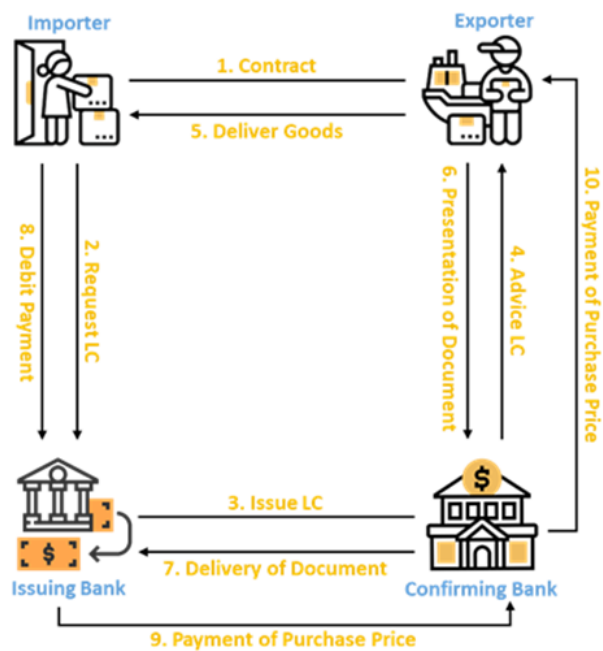 Importer
Exporter
1. Contract
5. Deliver Goods
8. Debit Payment
2. Request LC
6. Presentation of Document
4. Advice LC
10. Payment of Purchase Price
$
3. Issue LC
$
7. Delivery of Document
Issuing Bank
Confirming Bank
9. Payment of Purchase Price